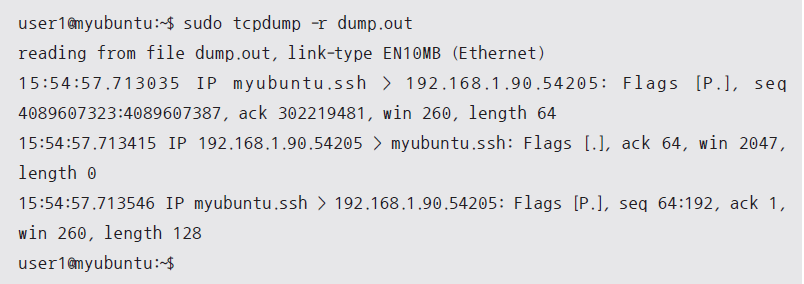 user1@myubuntu:~$ sudo tcpdump -r dump.out
reading from file dump.out, link-type EN10MB (Ethernet)
15:54:57.713035 IP myubuntu.ssh > 192.168.1.90.54205: Flags [P.], seq
4089607323:4089607387, ack 302219481, win 260, length 64
15:54:57.713415 IP 192.168.1.90.54205 > myubuntu.ssh: Flags [.], ack 64, win 2047,
length 0
15:54:57.713546 IP myubuntu.ssh > 192.168.1.90.54205: Flags [P.], seq 64:192, ack 1,
win 260, length 128
user1@myubuntu:~$